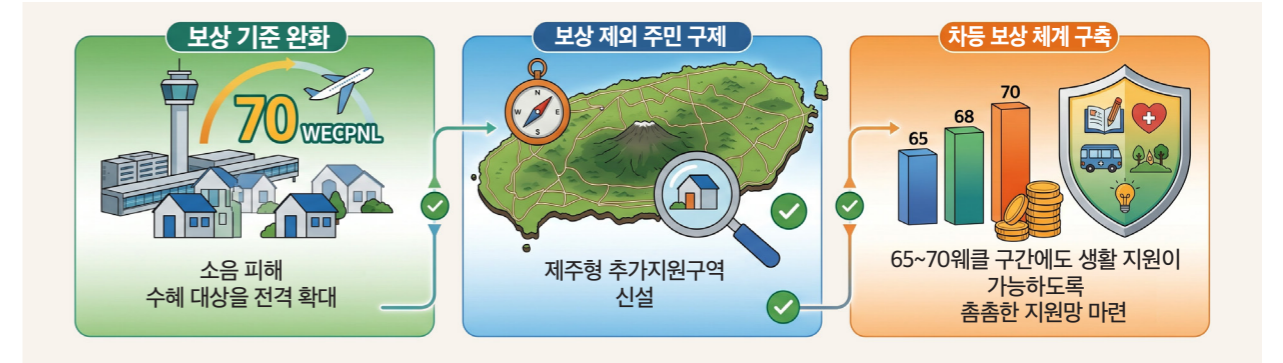 보상 기준 완화
70 WECPNL
소음 피해
수혜 대상을 전격 확대
보상 제외 주민 구제
N
W E
S
제주형 추가지원구역
신설
차등 보상 체계 구축
65
68
70
65~70웨클 구간에도 생활 지원이
가능하도록
촘촘한 지원망 마련